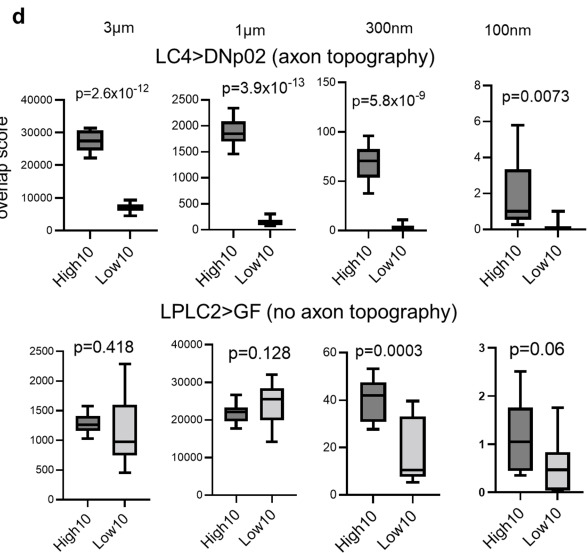 d
3μm 1μm 300nm 100nm
LC4>DNp02 (axon topography)
overlap score
p=2.6x10-12
40000
30000
20000
10000
0
High10 Low10
p=3.9x10-13
2500
2000
1500
1000
500
0
High10 Low10
p=5.8x10-9
150
100
50
0
High10 Low10
p=0.0073
8
6
4
2
0
High10 Low10
LPLC2>GF (no axon topography)
p=0.418
2500
2000
1500
1000
500
0
High10 Low10
p=0.128
40000
30000
20000
10000
0
High10 Low10
p=0.0003
60
40
20
0
High10 Low10
p=0.06
3
2
1
0
High10 Low10